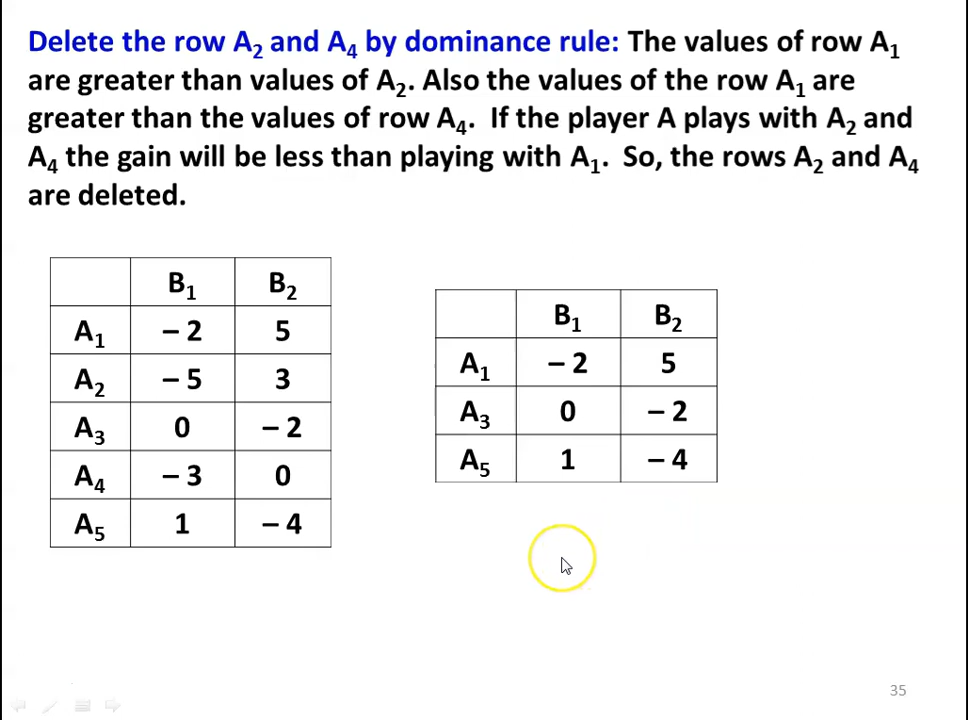 Delete the row A₂ and A₄ by dominance rule: The values of row A₁
are greater than values of A₂. Also the values of the row A₁ are
greater than the values of row A₄. If the player A plays with A₂ and
A₄ the gain will be less than playing with A₁. So, the rows A₂ and A₄
are deleted.
B₁ B₂
A₁ – 2 5
A₂ – 5 3
A₃ 0 – 2
A₄ – 3 0
A₅ 1 – 4
B₁ B₂
A₁ – 2 5
A₃ 0 – 2
A₅ 1 – 4
35